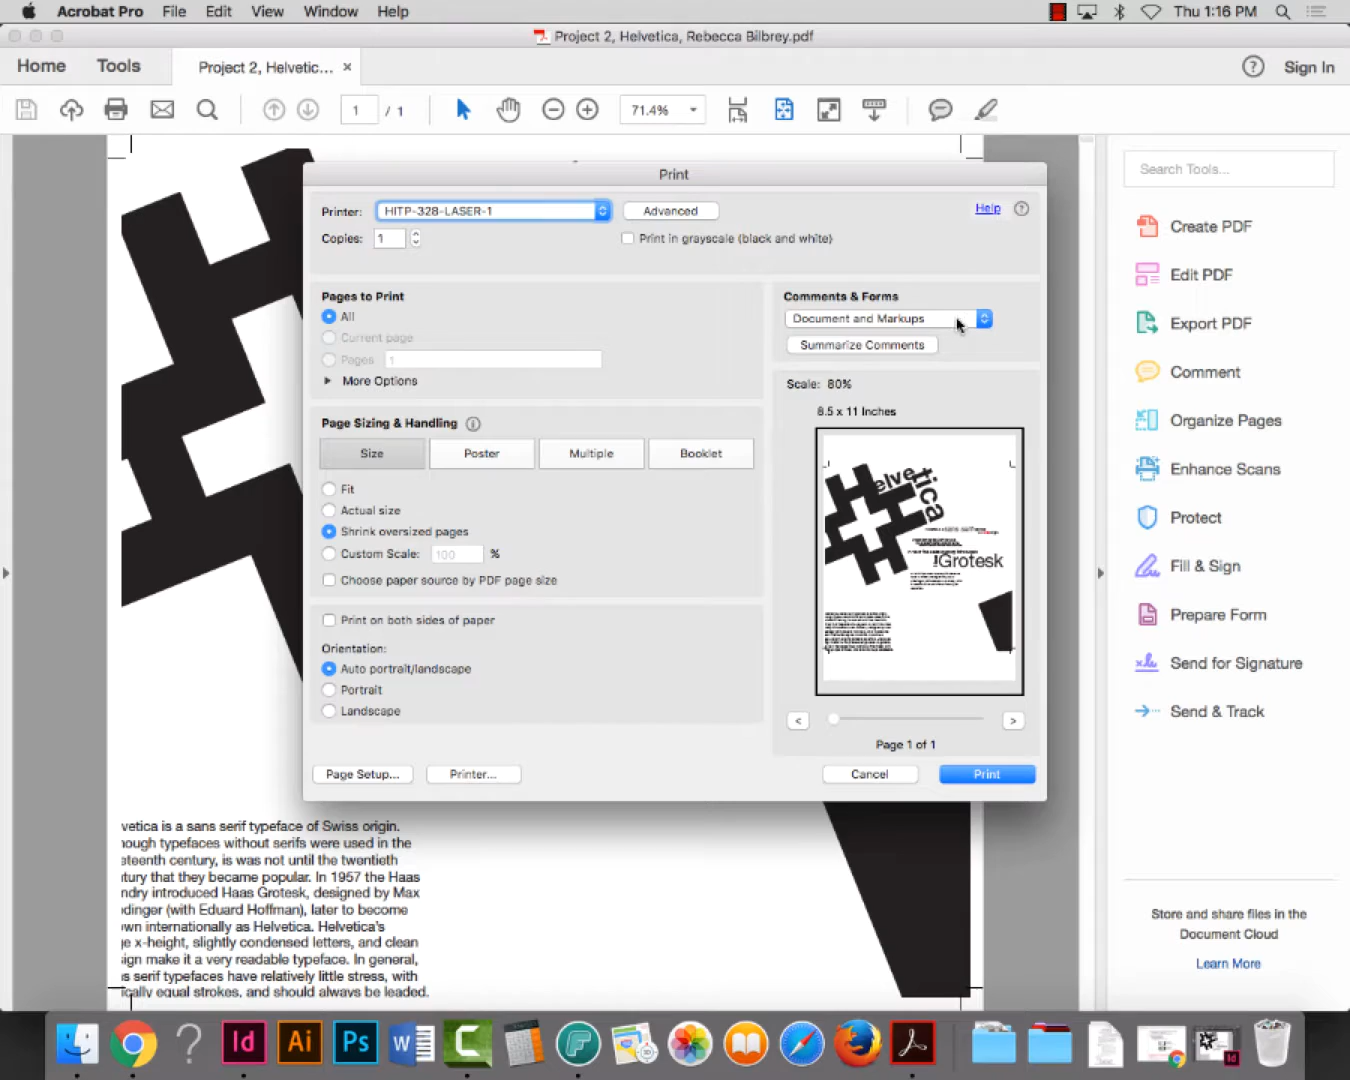 Acrobat Pro File Edit View Window Help Thu 1:16 PM
Project 2, Helvetica, Rebecca Bilbrey.pdf
Home Tools Project 2, Helvetic... × ? Sign In
1 / 1 71.4%
Print
Printer: HITP-328-LASER-1 Advanced Help ?
Copies: 1 Print in grayscale (black and white)
Pages to Print
All
Current page
Pages 1
More Options
Comments & Forms
Document and Markups
Summarize Comments
Scale: 80%
8.5 x 11 Inches
Page Sizing & Handling i
Size Poster Multiple Booklet
Fit
Actual size
Shrink oversized pages
Custom Scale: 100 %
Choose paper source by PDF page size
Print on both sides of paper
Orientation:
Auto portrait/landscape
Portrait
Landscape
Helvetica
Grotesk
< >
Page 1 of 1
Page Setup... Printer... Cancel Print
Search Tools...
Create PDF
Edit PDF
Export PDF
Comment
Organize Pages
Enhance Scans
Protect
Fill & Sign
Prepare Form
Send for Signature
Send & Track
Store and share files in the
Document Cloud
Learn More
vetica is a sans serif typeface of Swiss origin.
hough typefaces without serifs were used in the
eteenth century, is was not until the twentieth
tury that they became popular. In 1957 the Haas
ndry introduced Haas Grotesk, designed by Max
dinger (with Eduard Hoffman), later to become
wn internationally as Helvetica. Helvetica's
ge x-height, slightly condensed letters, and clean
sign make it a very readable typeface. In general,
ns serif typefaces have relatively little stress, with
ically equal strokes, and should always be leaded.
? Id Ai Ps W C F